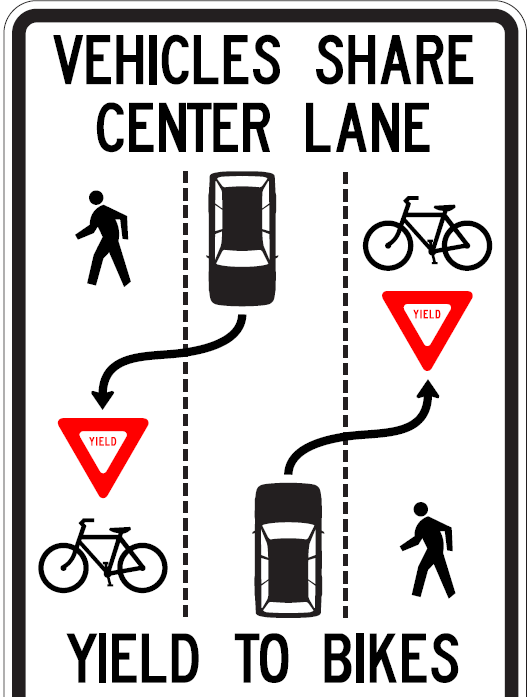 VEHICLES SHARE
CENTER LANE
YIELD
YIELD
YIELD TO BIKES